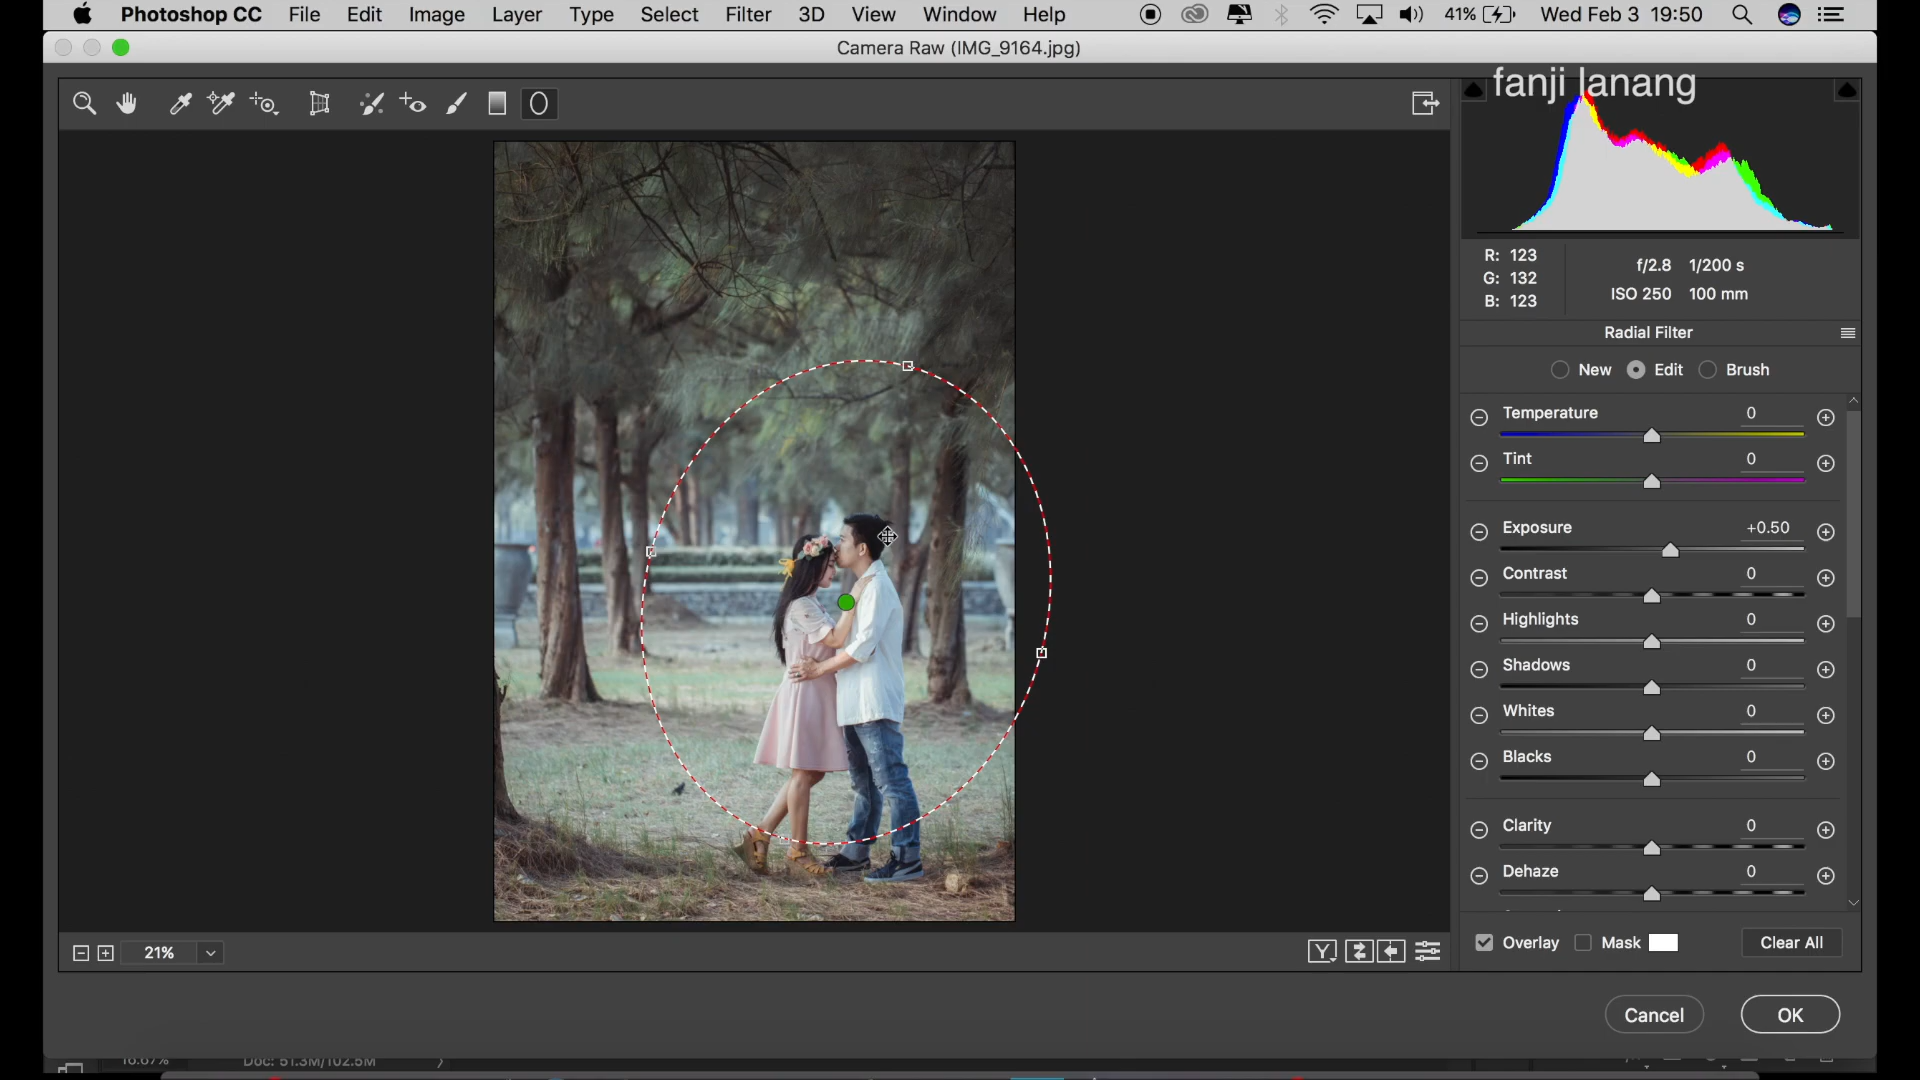 Photoshop CC File Edit Image Layer Type Select Filter 3D View Window Help 41% Wed Feb 3 19:50
Camera Raw (IMG_9164.jpg)
fanji lanang
R: 123
G: 132
B: 123
f/2.8 1/200 s
ISO 250 100 mm
Radial Filter
New Edit Brush
Temperature 0
Tint 0
Exposure +0.50
Contrast 0
Highlights 0
Shadows 0
Whites 0
Blacks 0
Clarity 0
Dehaze 0
21%
Y
Overlay Mask Clear All
Cancel OK
16.67% Doc: 51.3M/102.5M